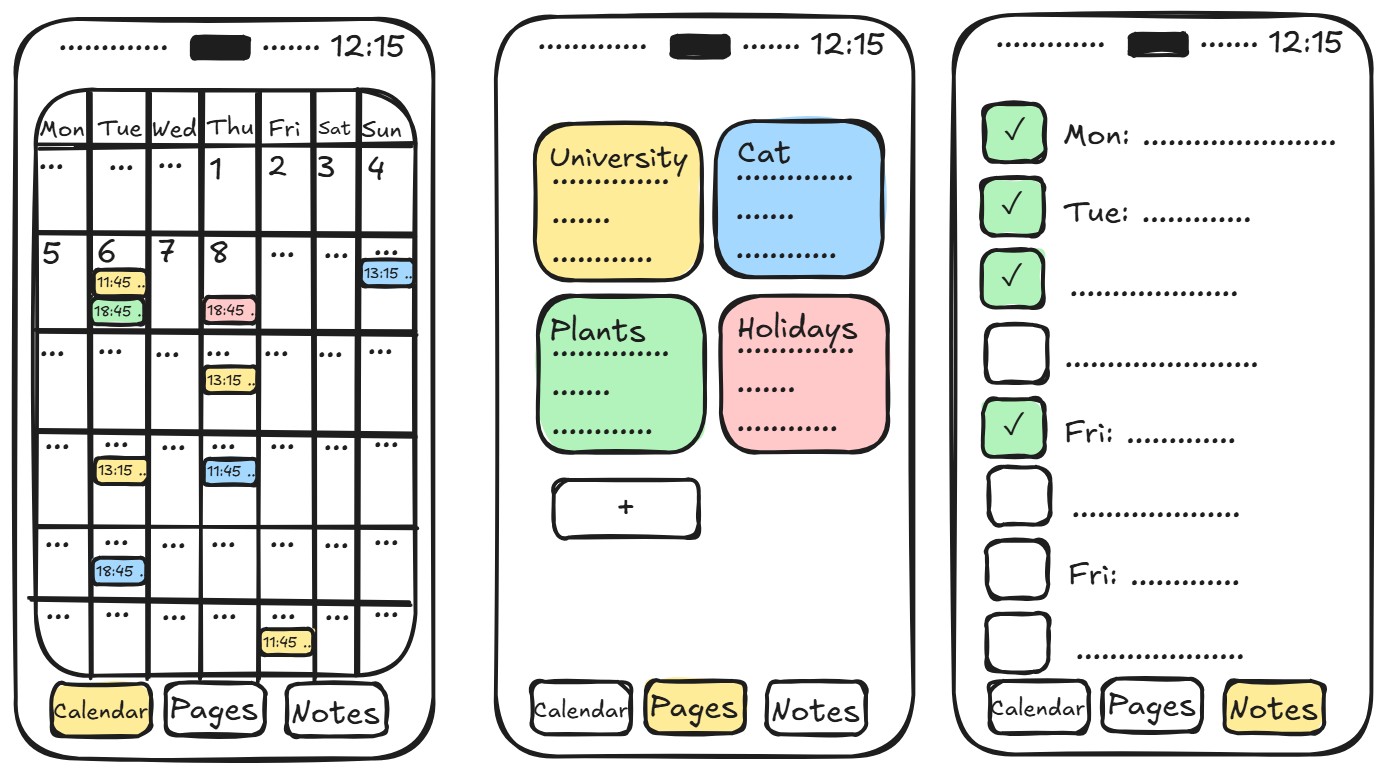 ............. ....... 12:15
Mon Tue Wed Thu Fri Sat Sun
... ... ... 1 2 3 4
5 6 7 8 ... ... ...
11:45 .. 13:15 ..
18:45 . 18:45 .
... ... ... ... ... ... ...
13:15 ..
... ... ... ... ... ... ...
13:15 .. 11:45 ..
... ... ... ... ... ... ...
18:45 .
... ... ... ... ... ... ...
11:45 ..
Calendar Pages Notes
............. ....... 12:15
University
..............
.......
............
Cat
..............
.......
............
Plants
..............
.......
............
Holidays
..............
.......
............
+
Calendar Pages Notes
............. ....... 12:15
✓ Mon: .......................
✓ Tue: .............
✓ ....................
.......................
✓ Fri: .............
....................
Fri: .............
....................
Calendar Pages Notes